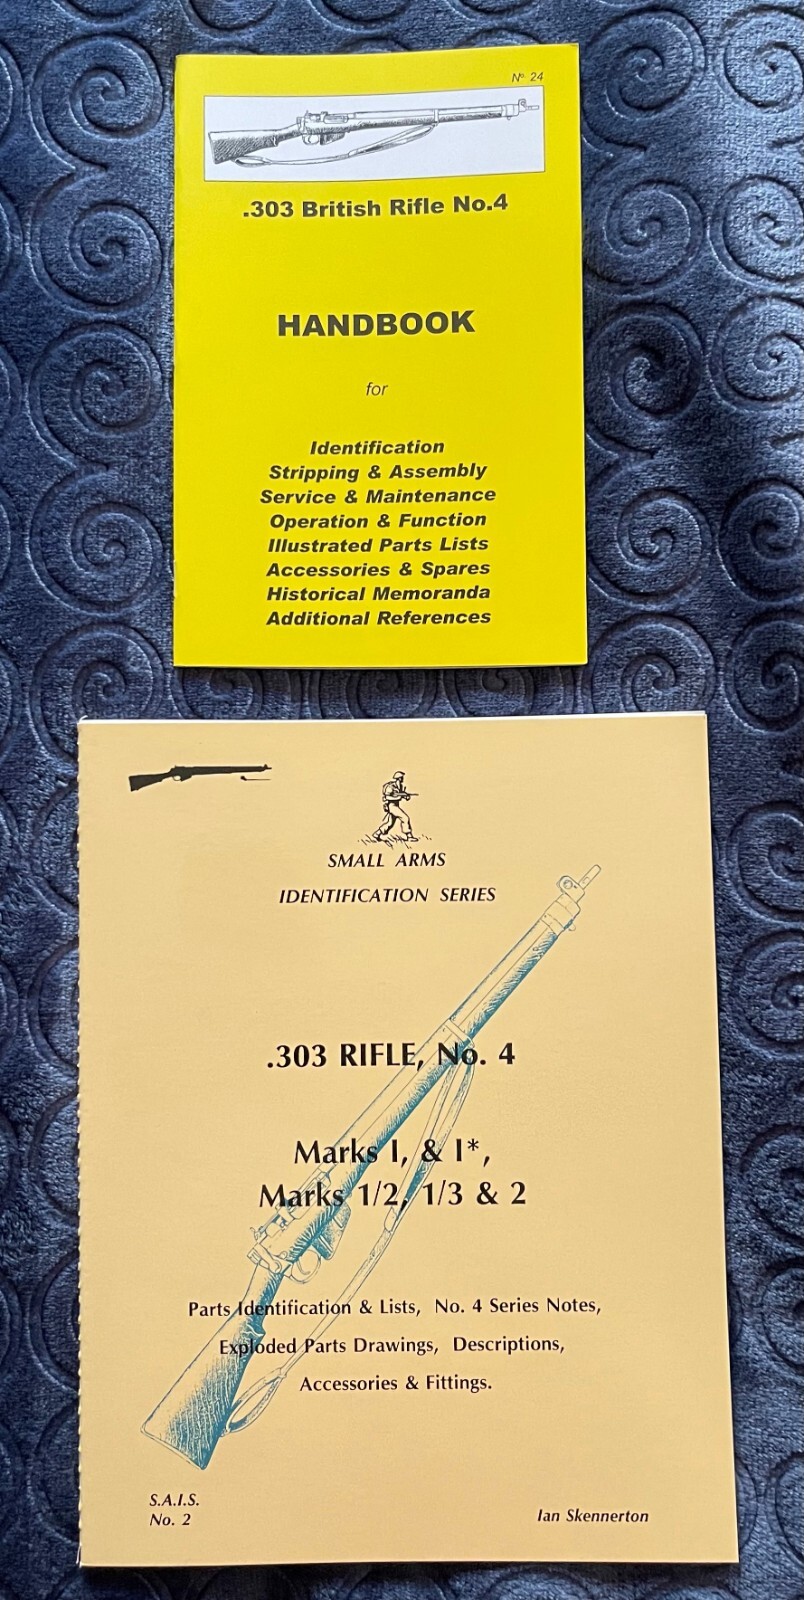 Nº 24
.303 British Rifle No.4
HANDBOOK
for
Identification
Stripping & Assembly
Service & Maintenance
Operation & Function
Illustrated Parts Lists
Accessories & Spares
Historical Memoranda
Additional References
SMALL ARMS
IDENTIFICATION SERIES
.303 RIFLE, No. 4
Marks I, & I*,
Marks 1/2, 1/3 & 2
Parts Identification & Lists, No. 4 Series Notes,
Exploded Parts Drawings, Descriptions,
Accessories & Fittings.
S.A.I.S.
No. 2
Ian Skennerton